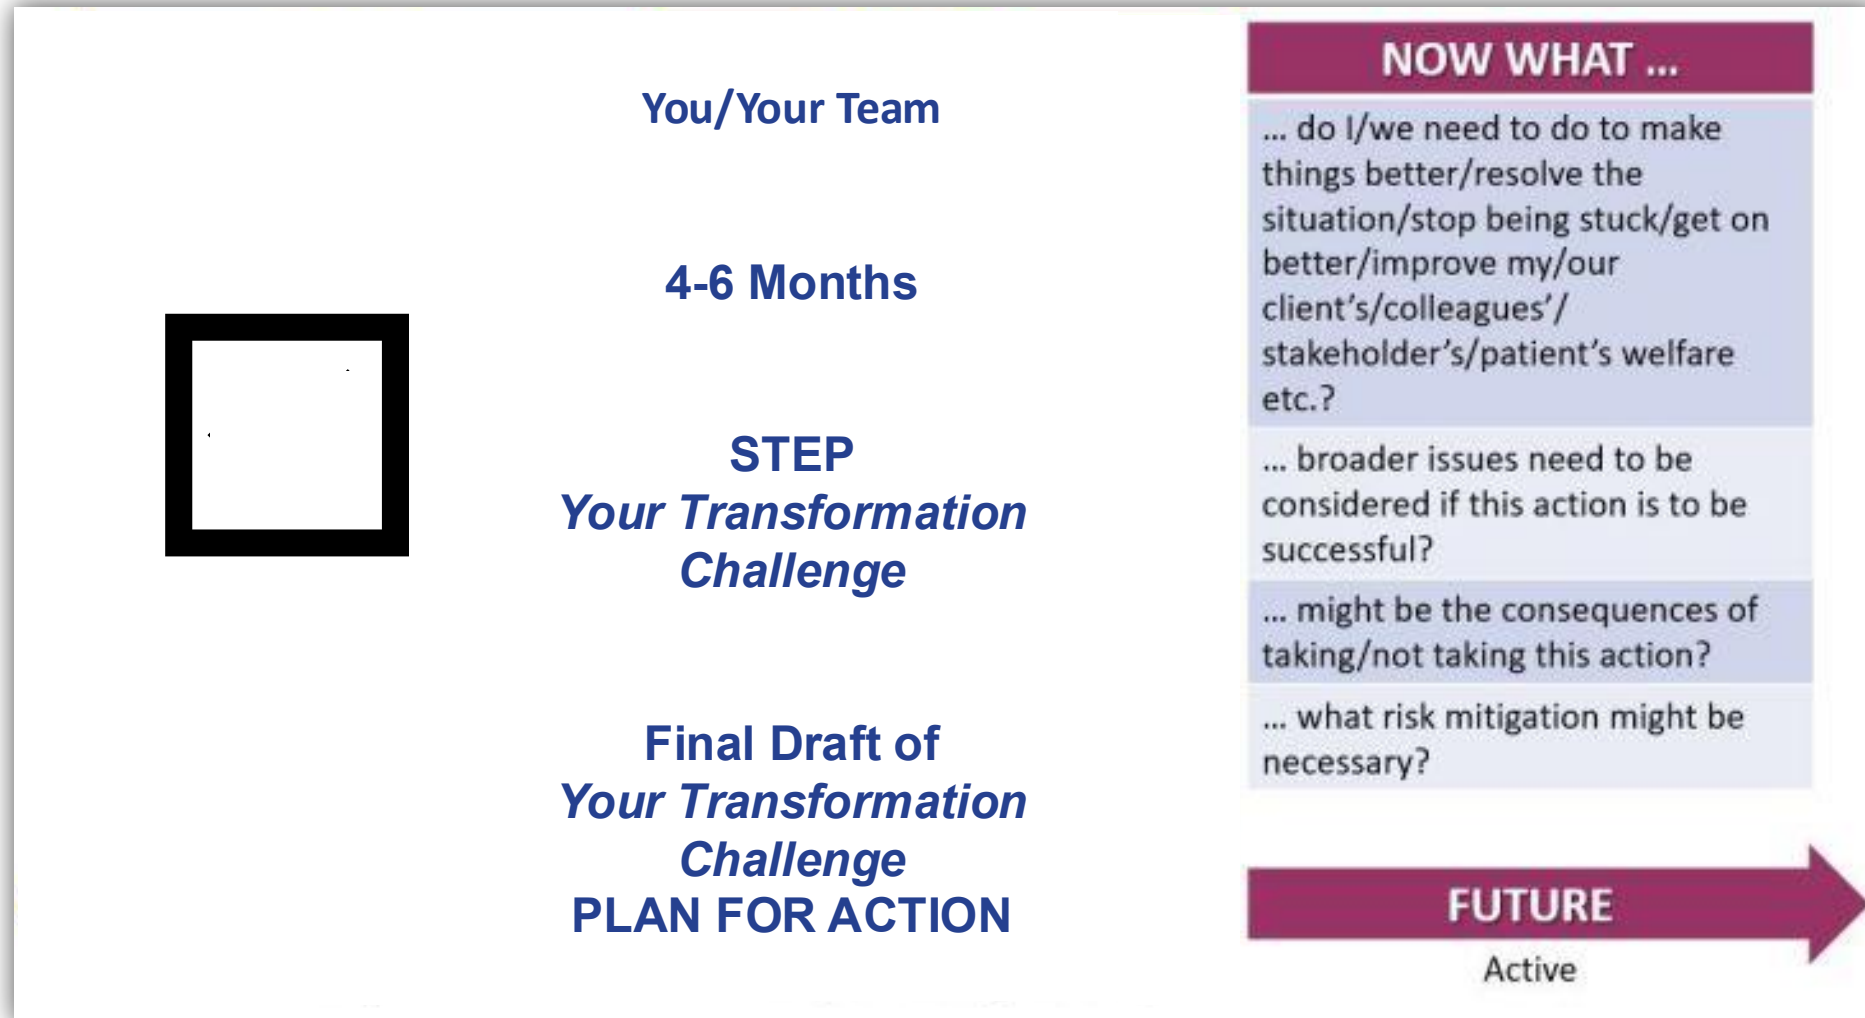 You/Your Team
4-6 Months
STEP
Your Transformation
Challenge
Final Draft of
Your Transformation
Challenge
PLAN FOR ACTION
NOW WHAT ...
... do I/we need to do to make
things better/resolve the
situation/stop being stuck/get on
better/improve my/our
client’s/colleagues’/
stakeholder’s/patient’s welfare
etc.?
... broader issues need to be
considered if this action is to be
successful?
... might be the consequences of
taking/not taking this action?
... what risk mitigation might be
necessary?
FUTURE
Active